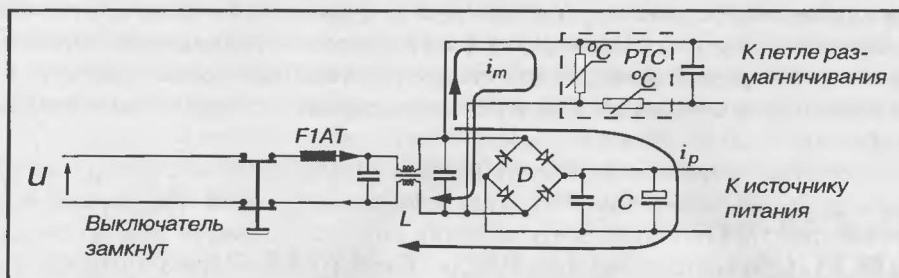 °C
PTC
°C
К петле раз-
магничивания
i_m
F1AT
i_p
U
D
C
К источнику
питания
L
Выключатель
замкнут